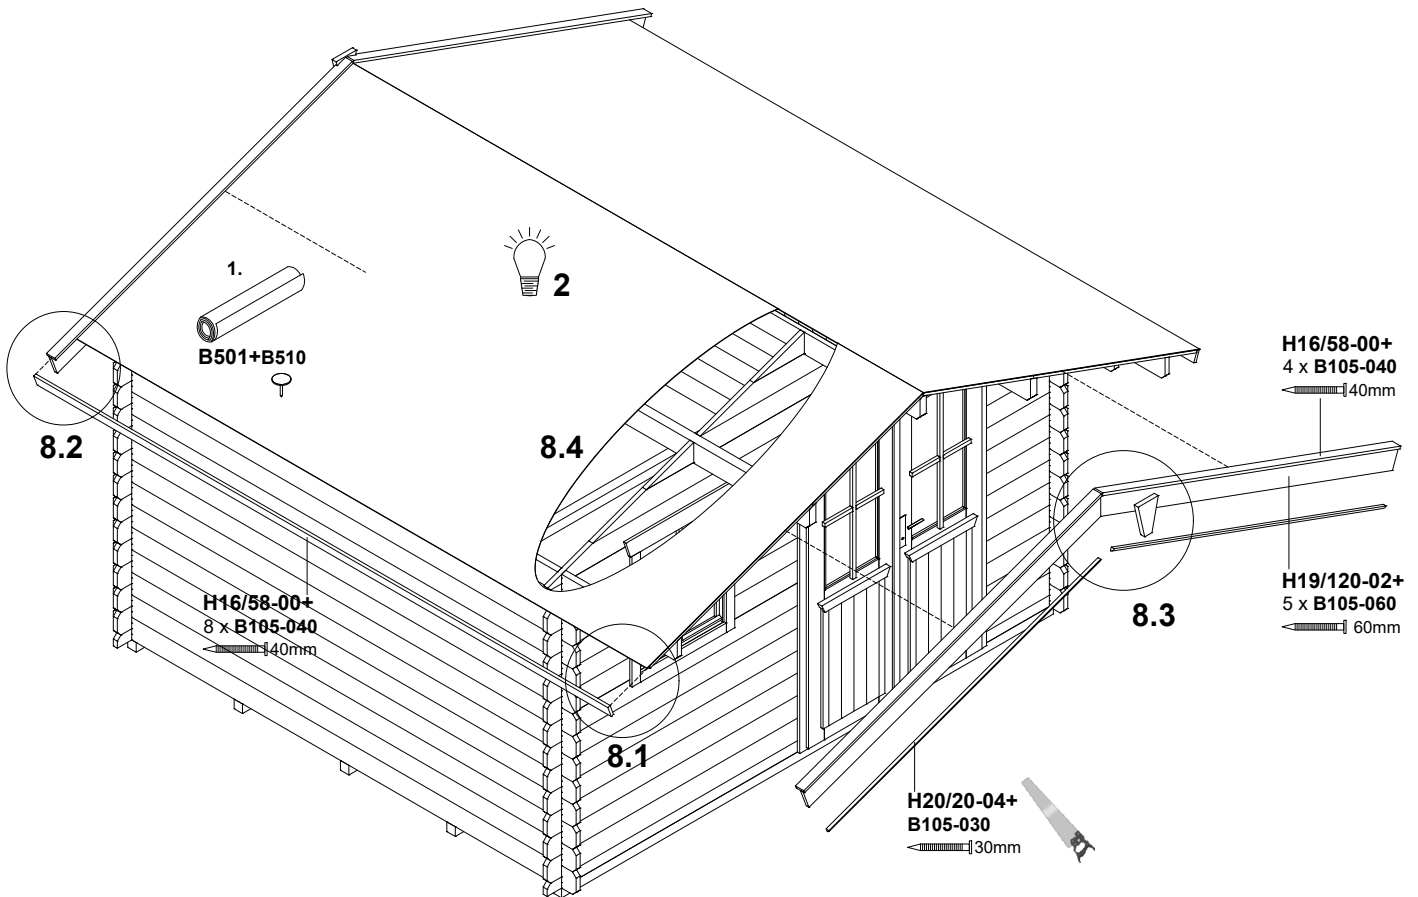 1.
B501+B510
2
8.2
8.4
H16/58-00+
4 x B105-040
40mm
H16/58-00+
8 x B105-040
40mm
8.3
H19/120-02+
5 x B105-060
60mm
8.1
H20/20-04+
B105-030
30mm